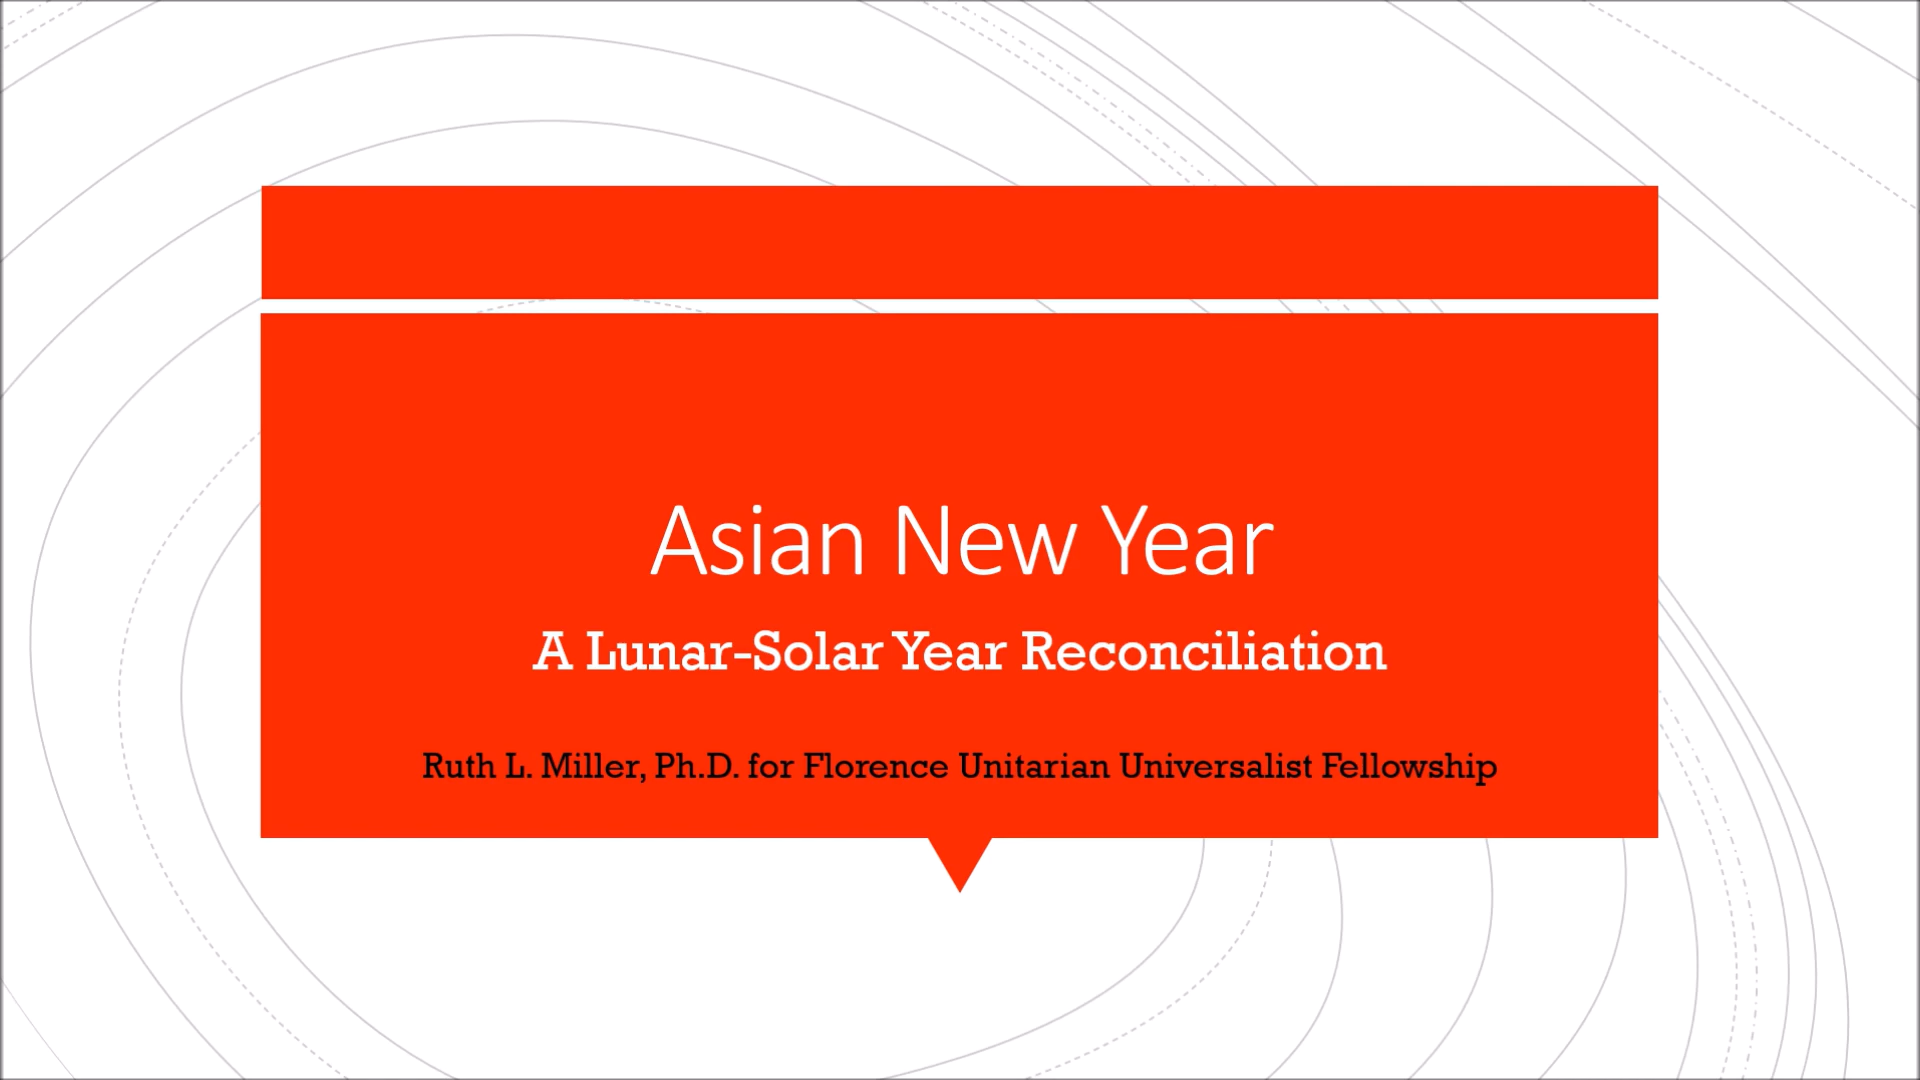 Asian New Year
A Lunar-Solar Year Reconciliation
Ruth L. Miller, Ph.D. for Florence Unitarian Universalist Fellowship